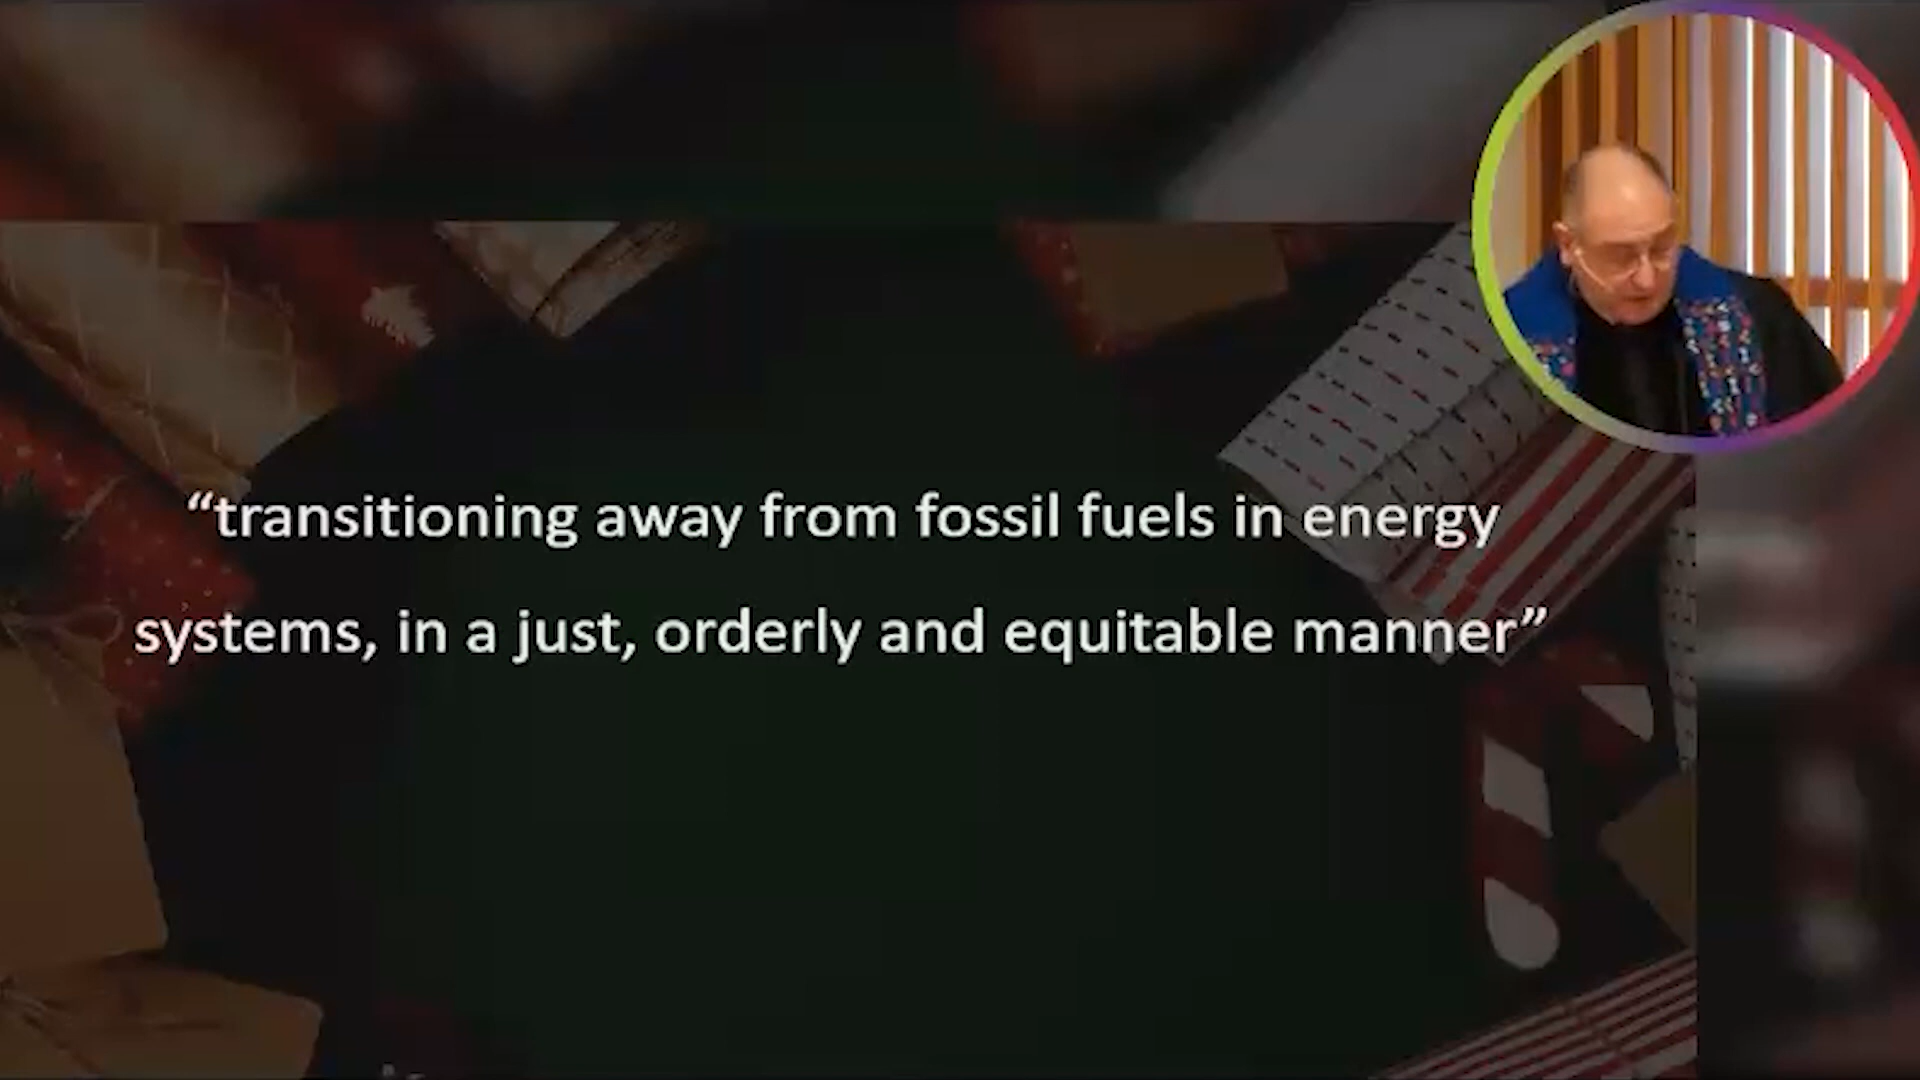 “transitioning away from fossil fuels in energy
systems, in a just, orderly and equitable manner”